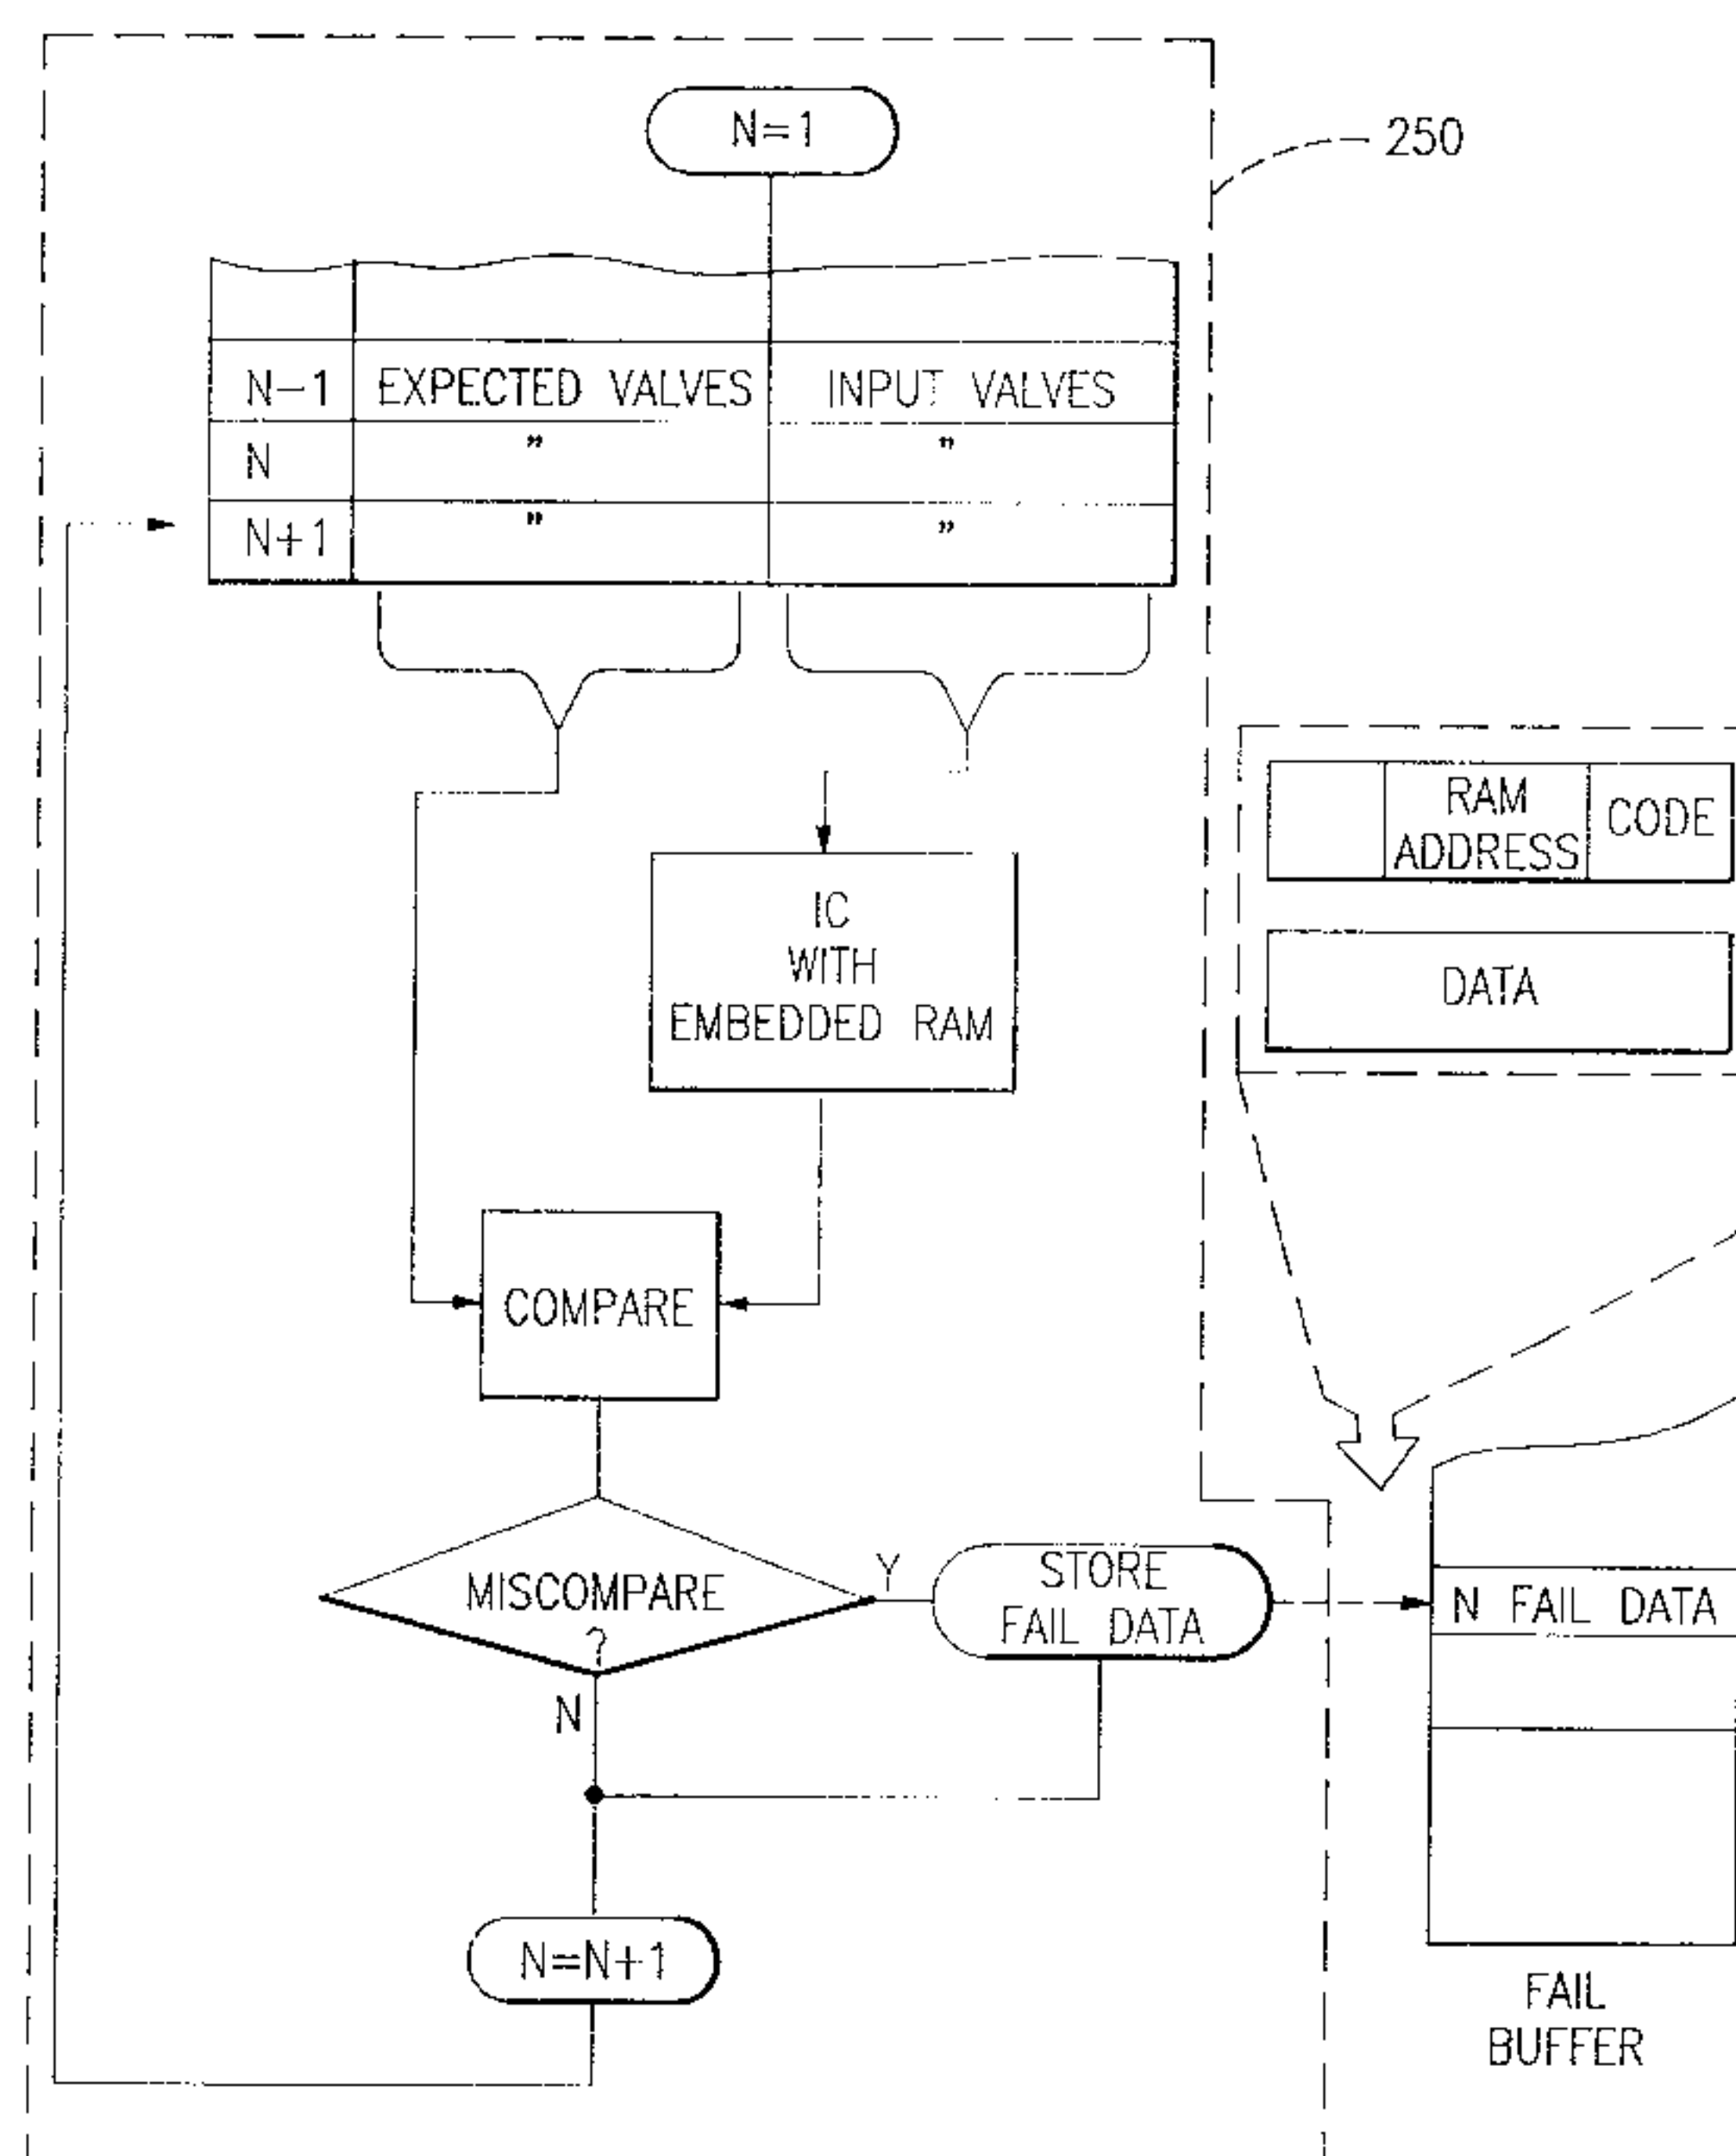 N=1
250
N-1 EXPECTED VALVES INPUT VALVES
N " "
N+1 " "
RAM
ADDRESS
CODE
DATA
IC
WITH
EMBEDDED RAM
COMPARE
MISCOMPARE
?
Y
N
STORE
FAIL DATA
N FAIL DATA
N=N+1
FAIL
BUFFER